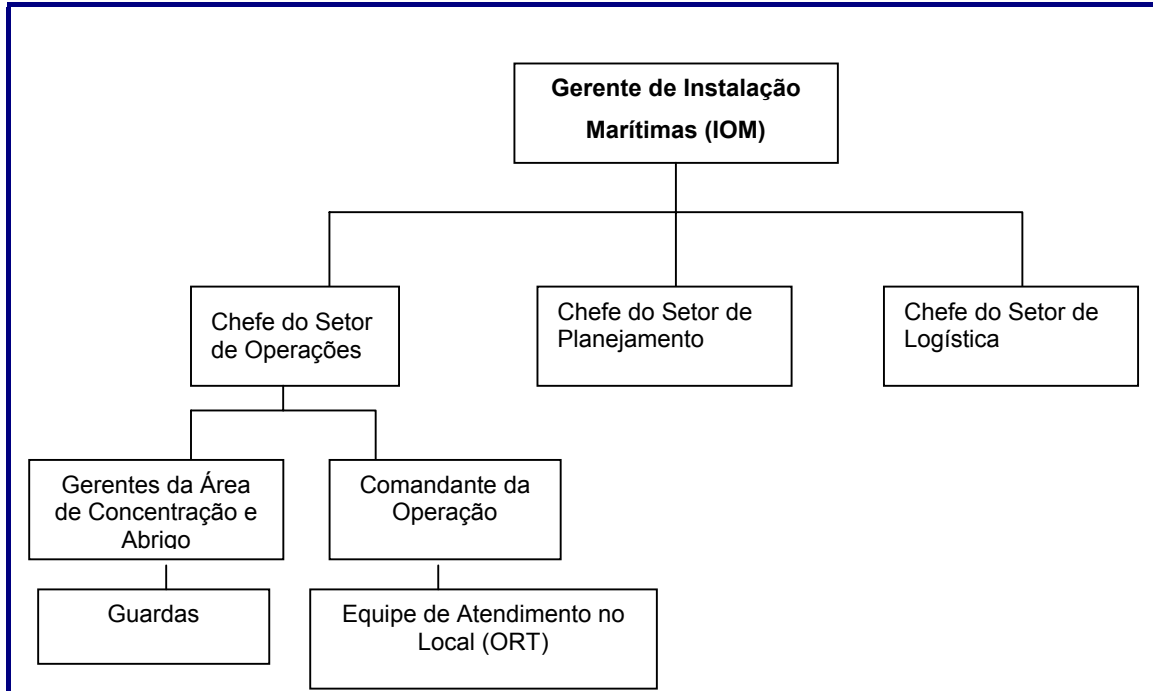 Gerente de Instalação
Marítimas (IOM)
Chefe do Setor
de Operações
Chefe do Setor de
Planejamento
Chefe do Setor de
Logística
Gerentes da Área
de Concentração e
Abrigo
Comandante da
Operação
Guardas
Equipe de Atendimento no
Local (ORT)